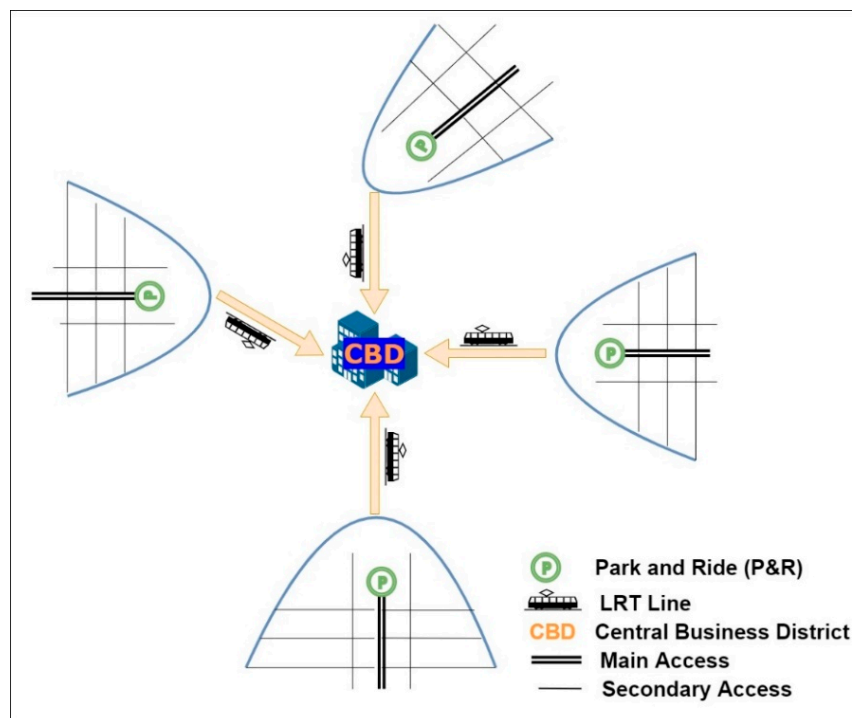 P
P
CBD
P
P
P Park and Ride (P&R)
LRT Line
CBD Central Business District
Main Access
Secondary Access